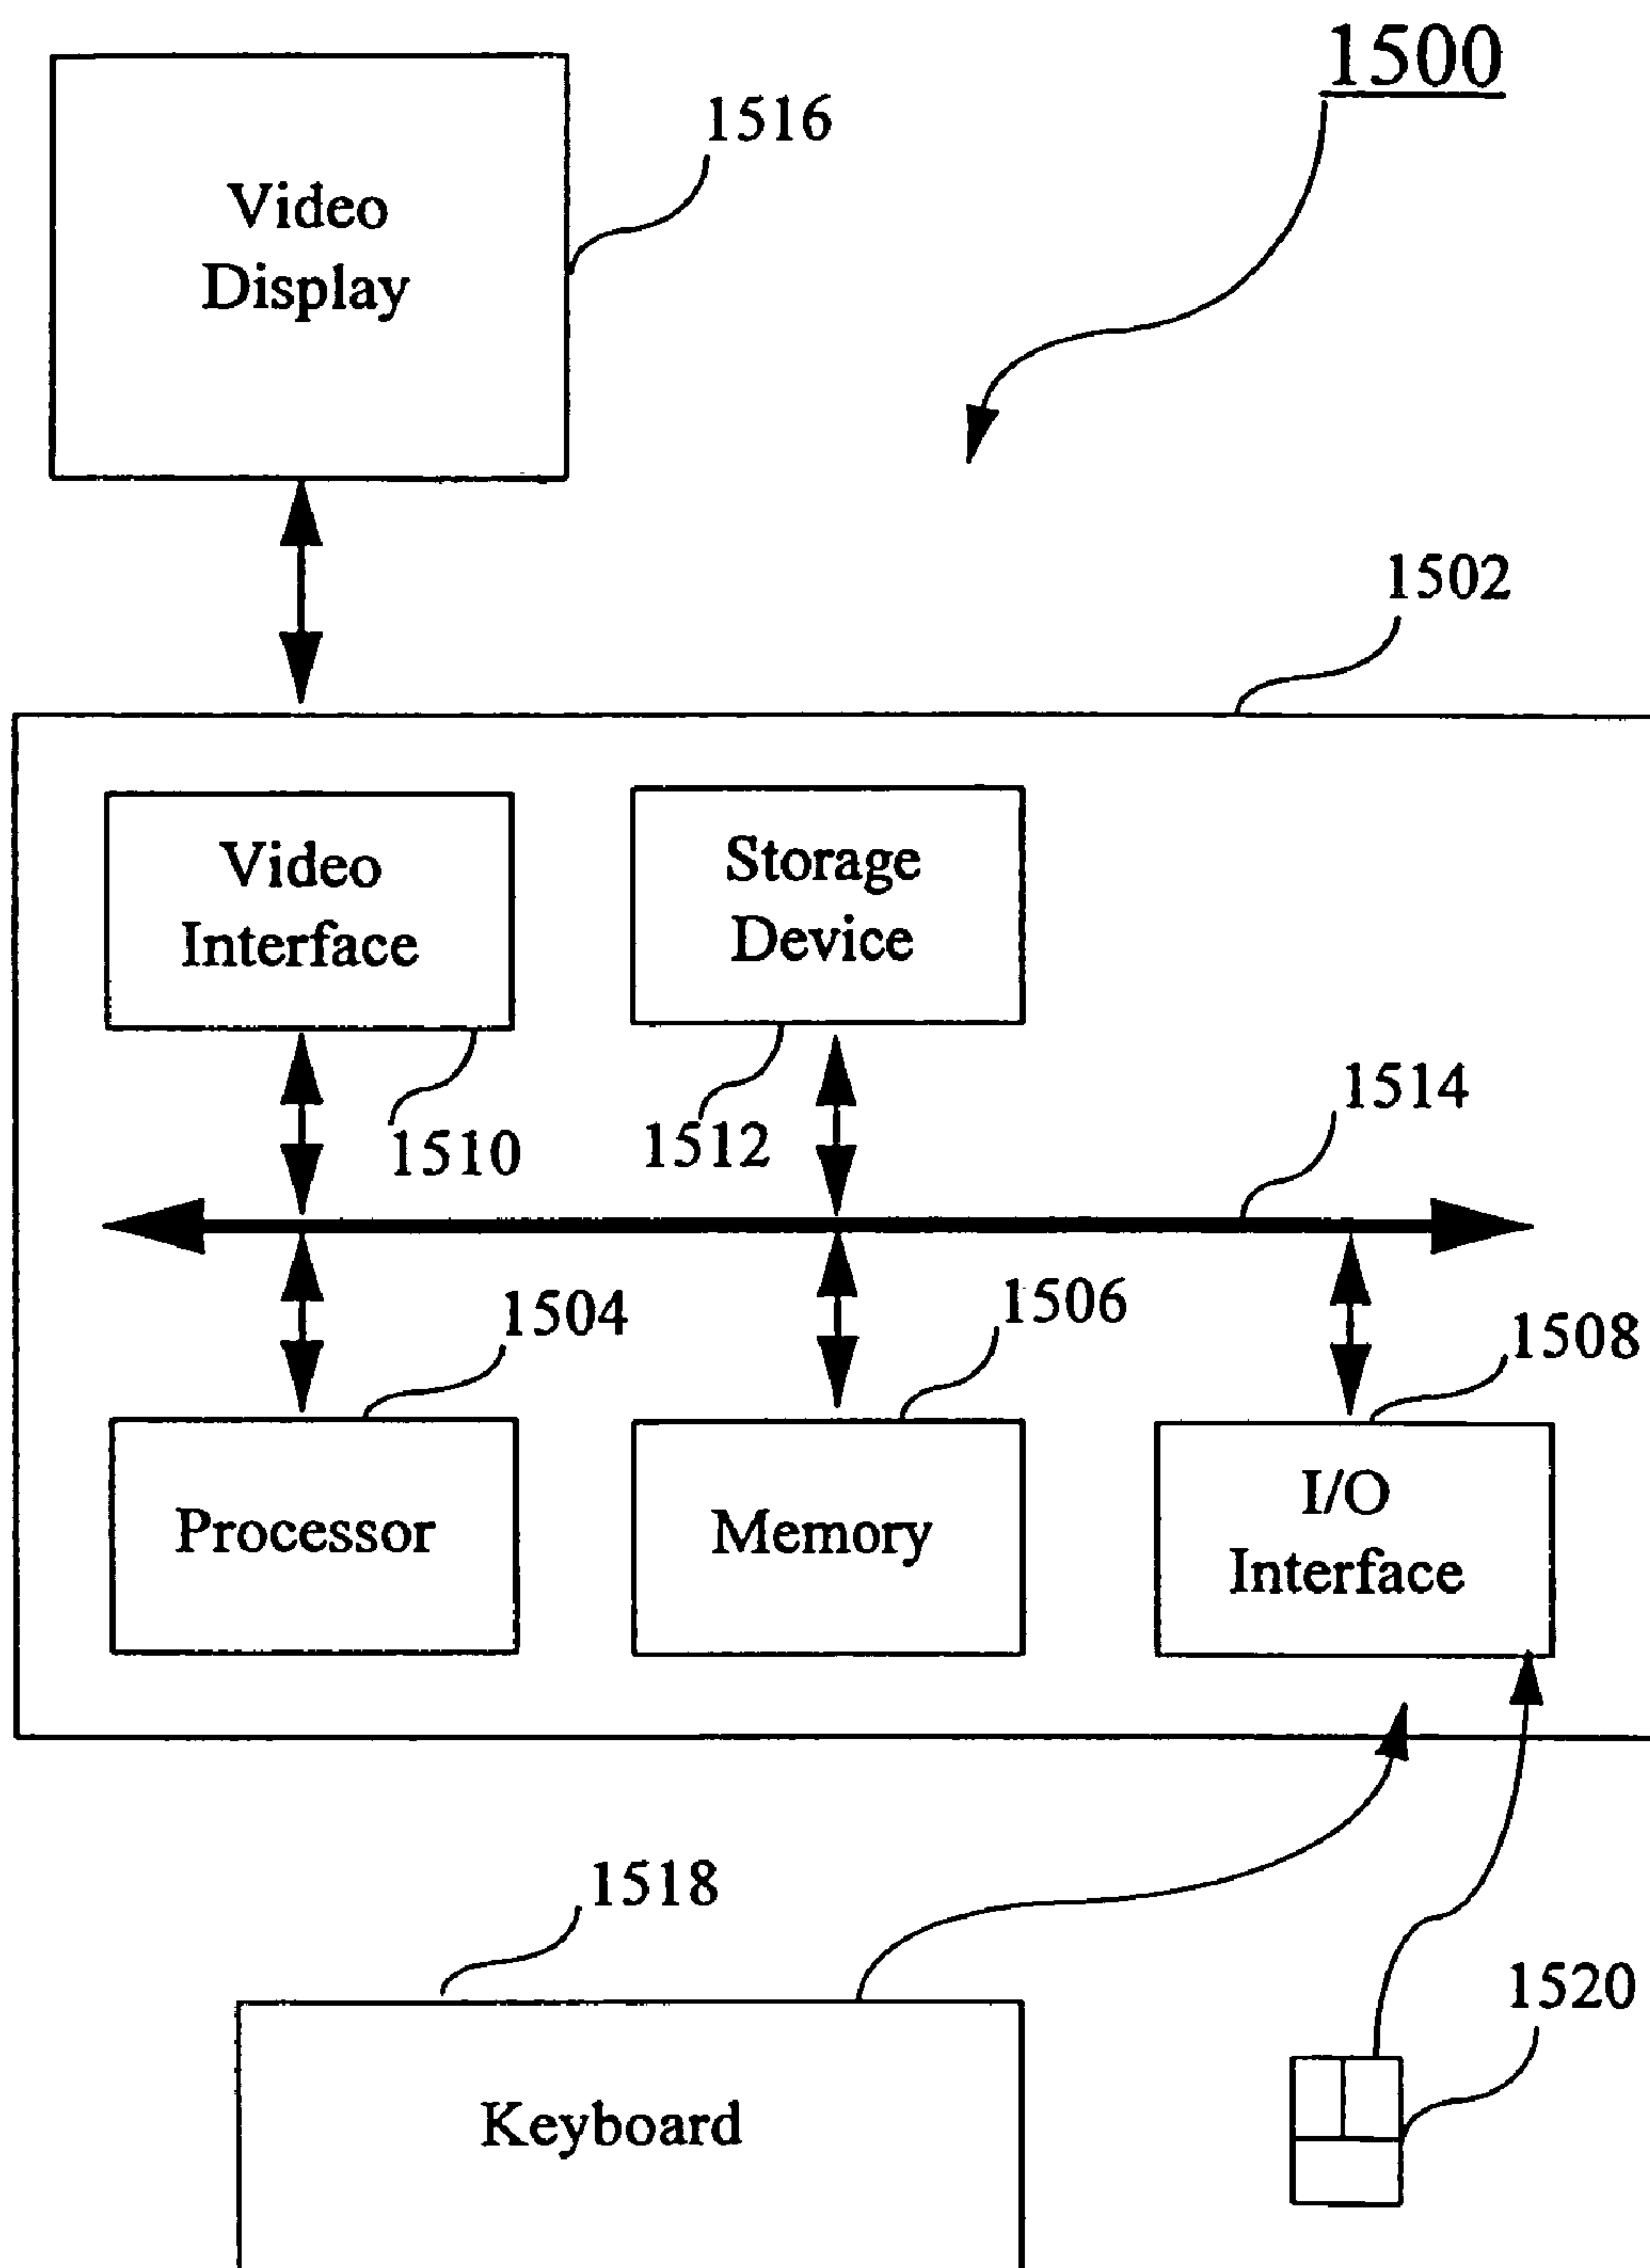 1500
1516
Video
Display
1502
Video
Interface
Storage
Device
1510
1512
1514
1504
1506
1508
Processor
Memory
I/O
Interface
1518
1520
Keyboard